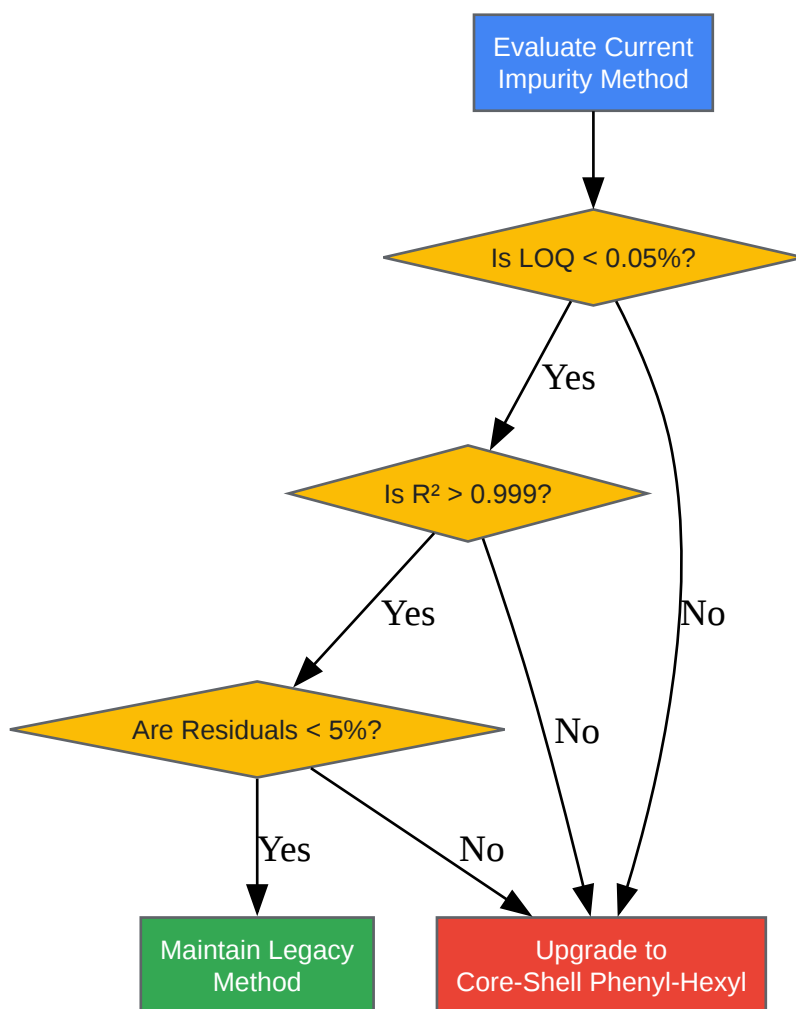 Evaluate Current
Impurity Method
Is LOQ < 0.05%?
Yes
Is R² > 0.999?
Yes
No
No
Are Residuals < 5%?
Yes
No
Maintain Legacy
Method
Upgrade to
Core-Shell Phenyl-Hexyl